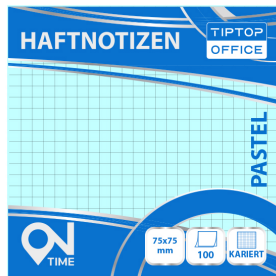 HAFTNOTIZEN
TIPTOP
OFFICE
PASTEL
ON
TIME
75x75
mm
100
KARIERT